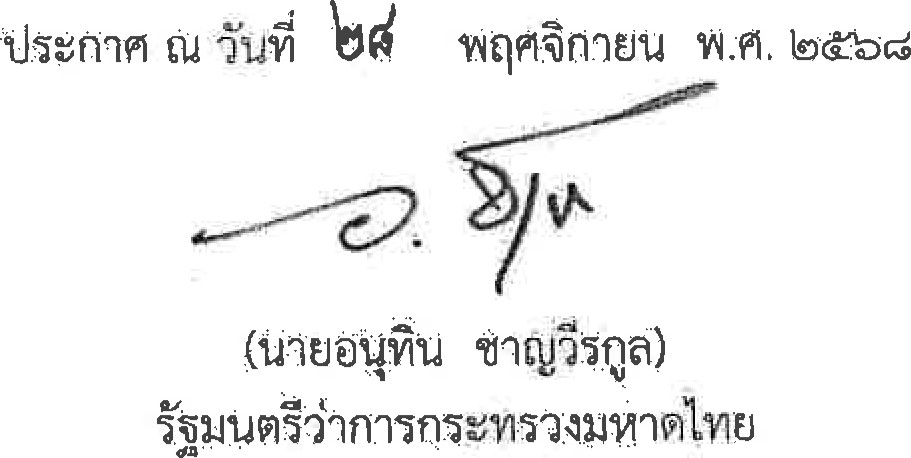 ประกาศ ณ วันที่ ๒๘ พฤศจิกายน พ.ศ. ๒๕๖๘
(นายอนุทิน ชาญวีรกูล)
รัฐมนตรีว่าการกระทรวงมหาดไทย